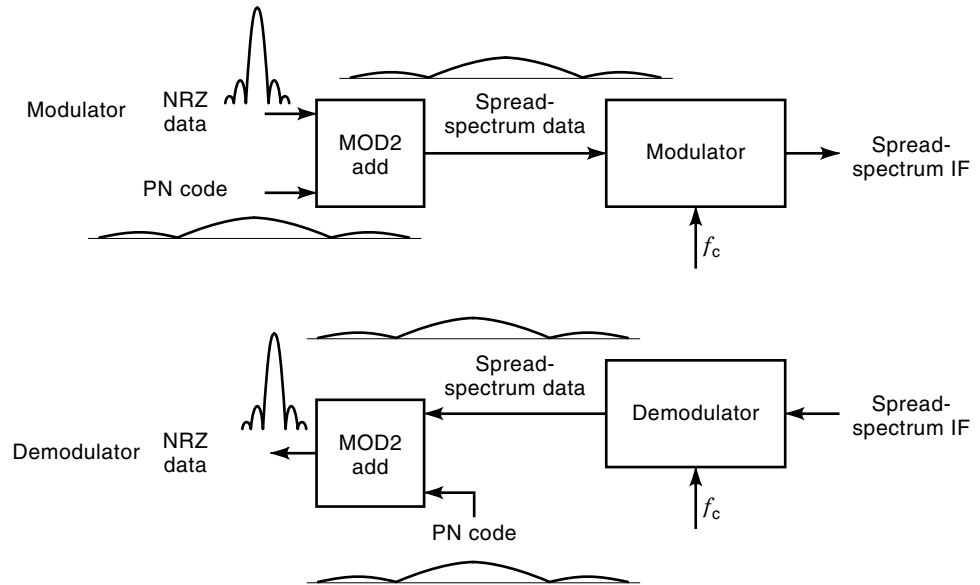 Modulator
NRZ
data
PN code
MOD2
add
Spread-
spectrum data
Modulator
Spread-
spectrum IF
fc
Demodulator
NRZ
data
MOD2
add
Spread-
spectrum data
Demodulator
Spread-
spectrum IF
PN code
fc